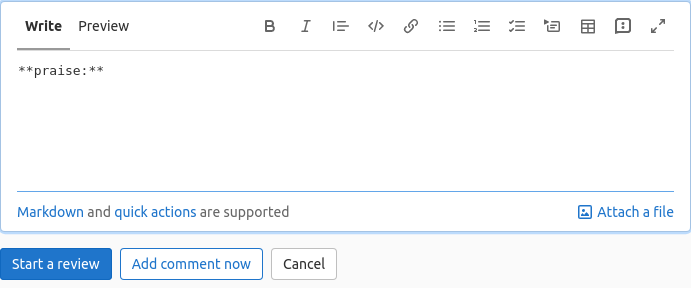 Write Preview
**praise:**
Markdown and quick actions are supported Attach a file
Start a review Add comment now Cancel